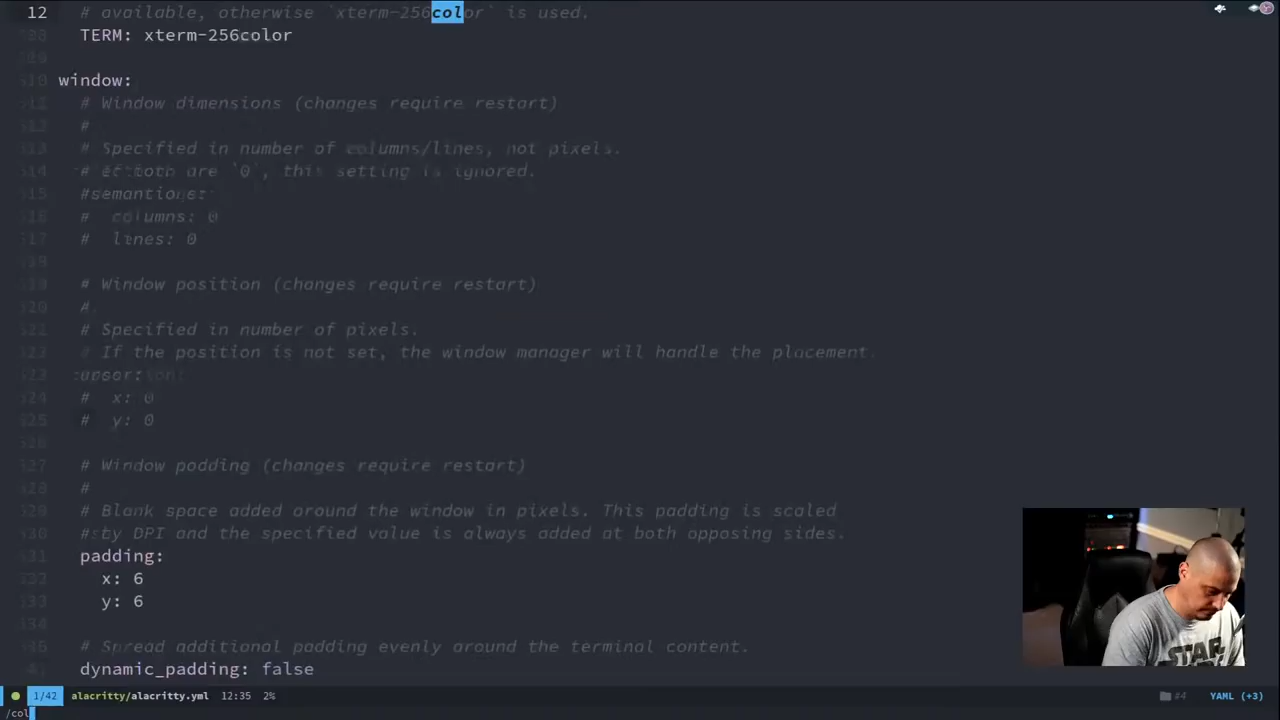 12 # available, otherwise `xterm-256color` is used.
TERM: xterm-256color
window:
# Window dimensions (changes require restart)
#
# Specified in number of columns/lines, not pixels.
# If both are `0`, this setting is ignored.
# columns: 0
# lines: 0
# Window position (changes require restart)
#
# Specified in number of pixels.
# If the position is not set, the window manager will handle the placement.
# x: 0
# y: 0
# Window padding (changes require restart)
#
# Blank space added around the window in pixels. This padding is scaled
# by DPI and the specified value is always added at both opposing sides.
padding:
x: 6
y: 6
# Spread additional padding evenly around the terminal content.
dynamic_padding: false
1/42 alacritty/alacritty.yml 12:35 2% #4 YAML (+3)
/col
STAR